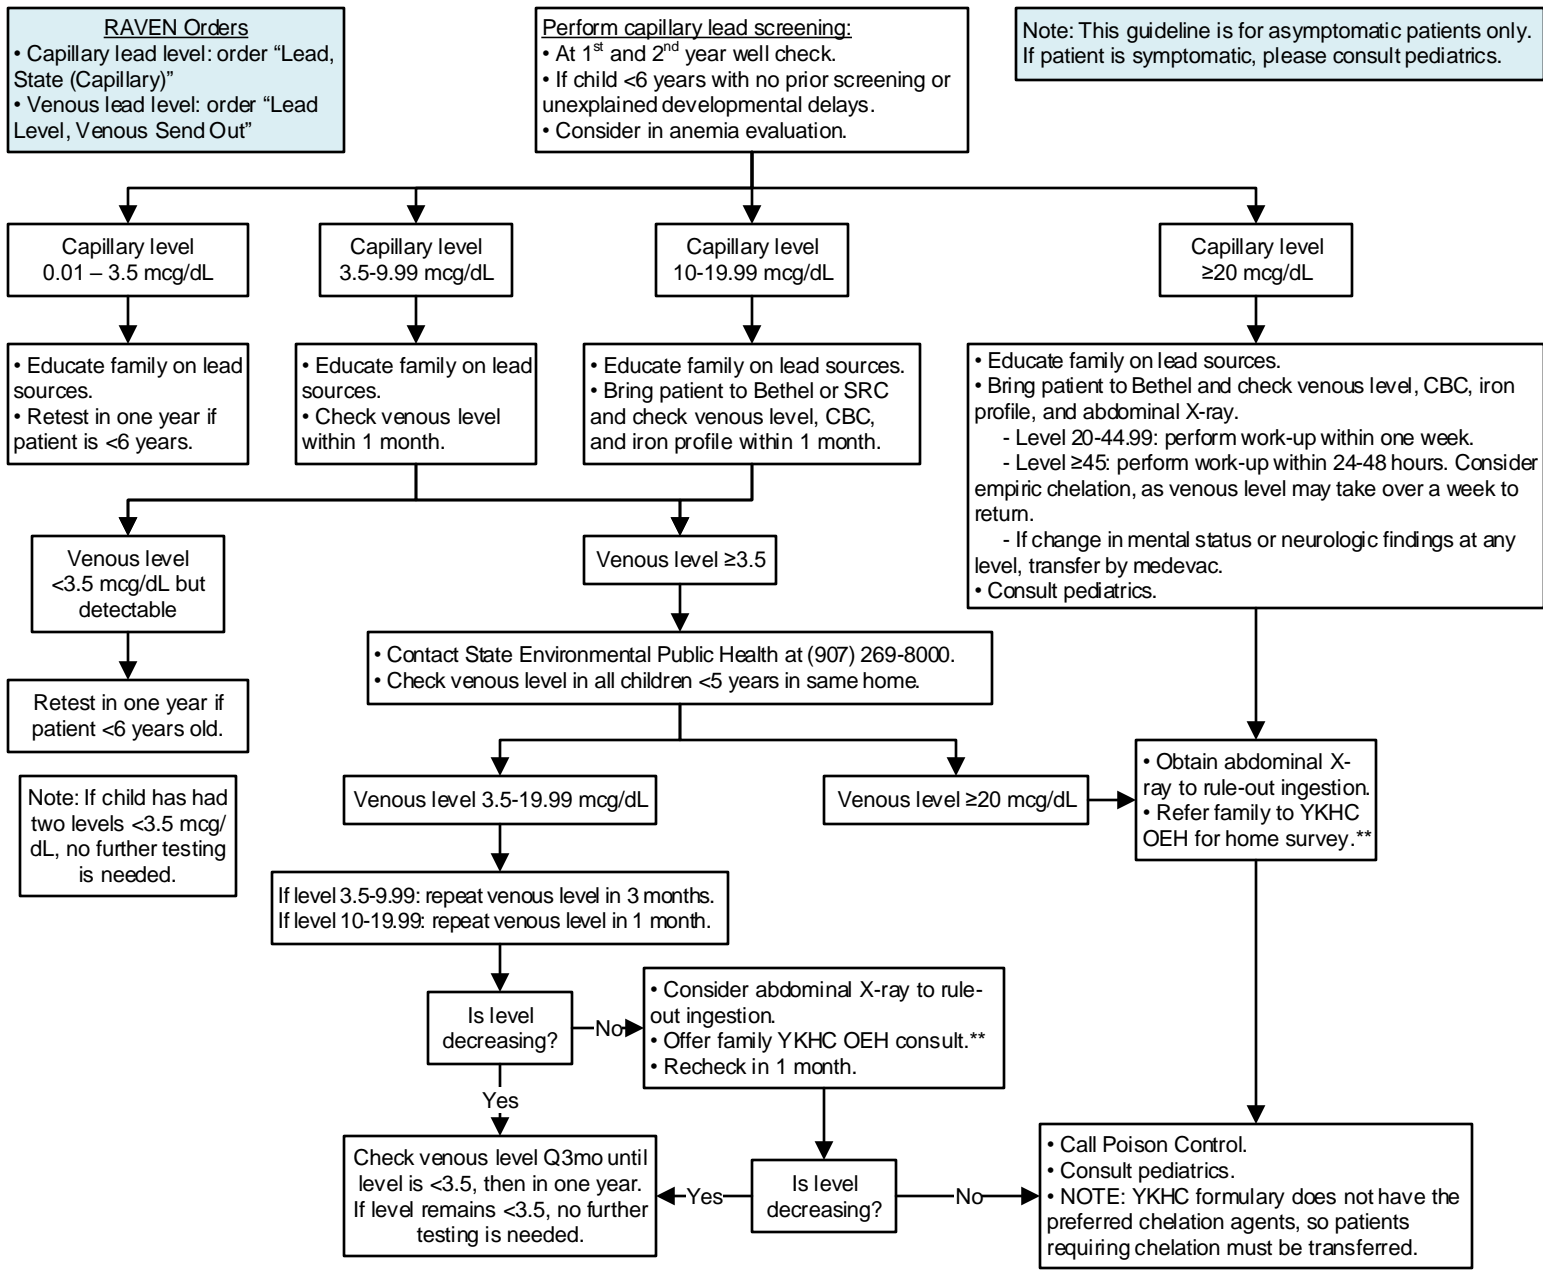 RAVEN Orders
• Capillary lead level: order “Lead,
State (Capillary)”
• Venous lead level: order “Lead
Level, Venous Send Out”
Perform capillary lead screening:
• At 1st and 2nd year well check.
• If child <6 years with no prior screening or
unexplained developmental delays.
• Consider in anemia evaluation.
Note: This guideline is for asymptomatic patients only.
If patient is symptomatic, please consult pediatrics.
Capillary level
0.01 – 3.5 mcg/dL
Capillary level
3.5-9.99 mcg/dL
Capillary level
10-19.99 mcg/dL
Capillary level
≥20 mcg/dL
• Educate family on lead
sources.
• Retest in one year if
patient is <6 years.
• Educate family on lead
sources.
• Check venous level
within 1 month.
• Educate family on lead sources.
• Bring patient to Bethel or SRC
and check venous level, CBC,
and iron profile within 1 month.
• Educate family on lead sources.
• Bring patient to Bethel and check venous level, CBC, iron
profile, and abdominal X-ray.
- Level 20-44.99: perform work-up within one week.
- Level ≥45: perform work-up within 24-48 hours. Consider
empiric chelation, as venous level may take over a week to
return.
- If change in mental status or neurologic findings at any
level, transfer by medevac.
• Consult pediatrics.
Venous level
<3.5 mcg/dL but
detectable
Venous level ≥3.5
• Contact State Environmental Public Health at (907) 269-8000.
• Check venous level in all children <5 years in same home.
Retest in one year if
patient <6 years old.
Note: If child has had
two levels <3.5 mcg/
dL, no further testing
is needed.
Venous level 3.5-19.99 mcg/dL
Venous level ≥20 mcg/dL
• Obtain abdominal X-
ray to rule-out ingestion.
• Refer family to YKHC
OEH for home survey.**
If level 3.5-9.99: repeat venous level in 3 months.
If level 10-19.99: repeat venous level in 1 month.
Is level
decreasing?
No
• Consider abdominal X-ray to rule-
out ingestion.
• Offer family YKHC OEH consult.**
• Recheck in 1 month.
Yes
Check venous level Q3mo until
level is <3.5, then in one year.
If level remains <3.5, no further
testing is needed.
Yes
Is level
decreasing?
No
• Call Poison Control.
• Consult pediatrics.
• NOTE: YKHC formulary does not have the
preferred chelation agents, so patients
requiring chelation must be transferred.